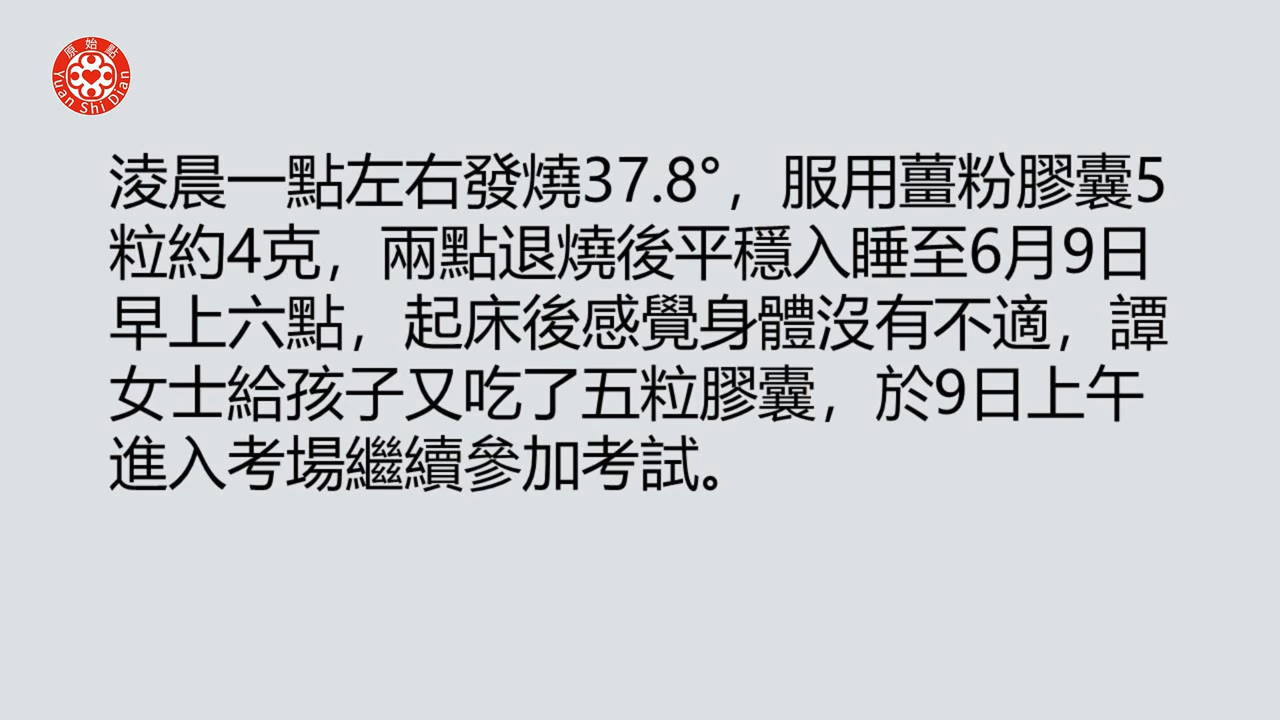 原始點
Yuan Shi Dian
淩晨一點左右發燒37.8°，服用薑粉膠囊5
粒約4克，兩點退燒後平穩入睡至6月9日
早上六點，起床後感覺身體沒有不適，譚
女士給孩子又吃了五粒膠囊，於9日上午
進入考場繼續參加考試。